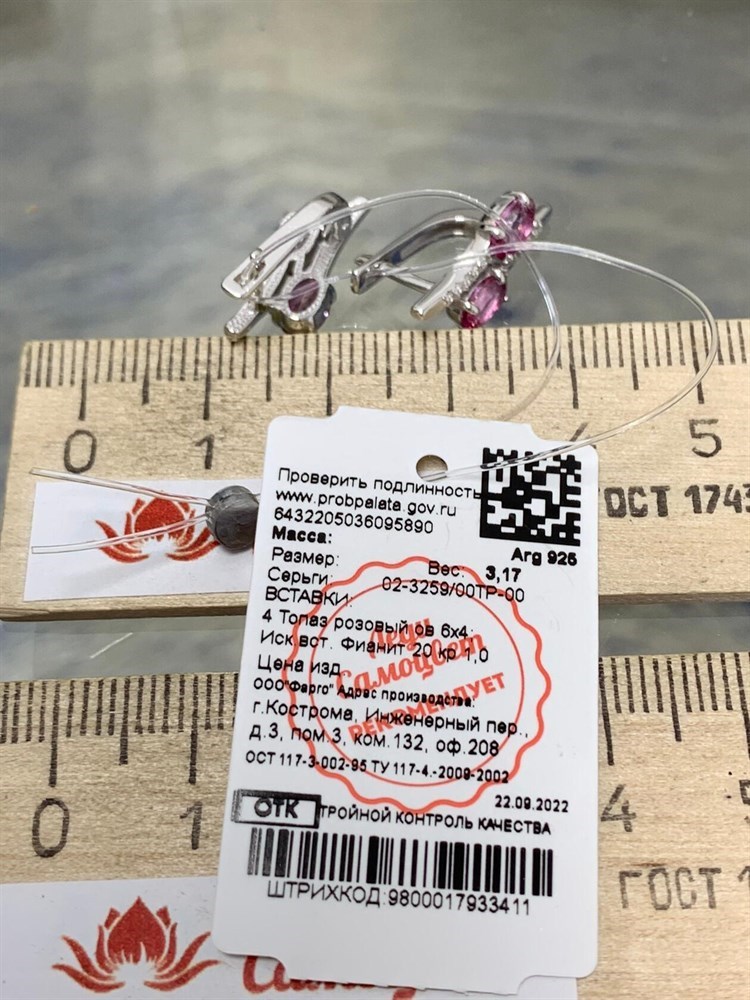 0 1 4 5
ГОСТ 1743
Проверить подлинность
www.probpalata.gov.ru
6432205036095890
Масса:
Arg 925
Размер: Вес: 3,17
Серьги: 02-3259/00ТР-00
ВСТАВКИ:
4 Топаз розовый ов 6х4;
Иск.вст. Фианит 20 кр 1,0
Леди
Самоцвет
РЕКОМЕНДУЕТ
Цена изд.
ООО"Фарго" Адрес производства:
г.Кострома, Инженерный пер.,
д.3, пом.3, ком.132, оф.208
ОСТ 117-3-002-95 ТУ 117-4.-2009-2002
22.09.2022
ОТК ТРОЙНОЙ КОНТРОЛЬ КАЧЕСТВА
ШТРИХКОД:9800017933411
0 1 4 5
ГОСТ 1